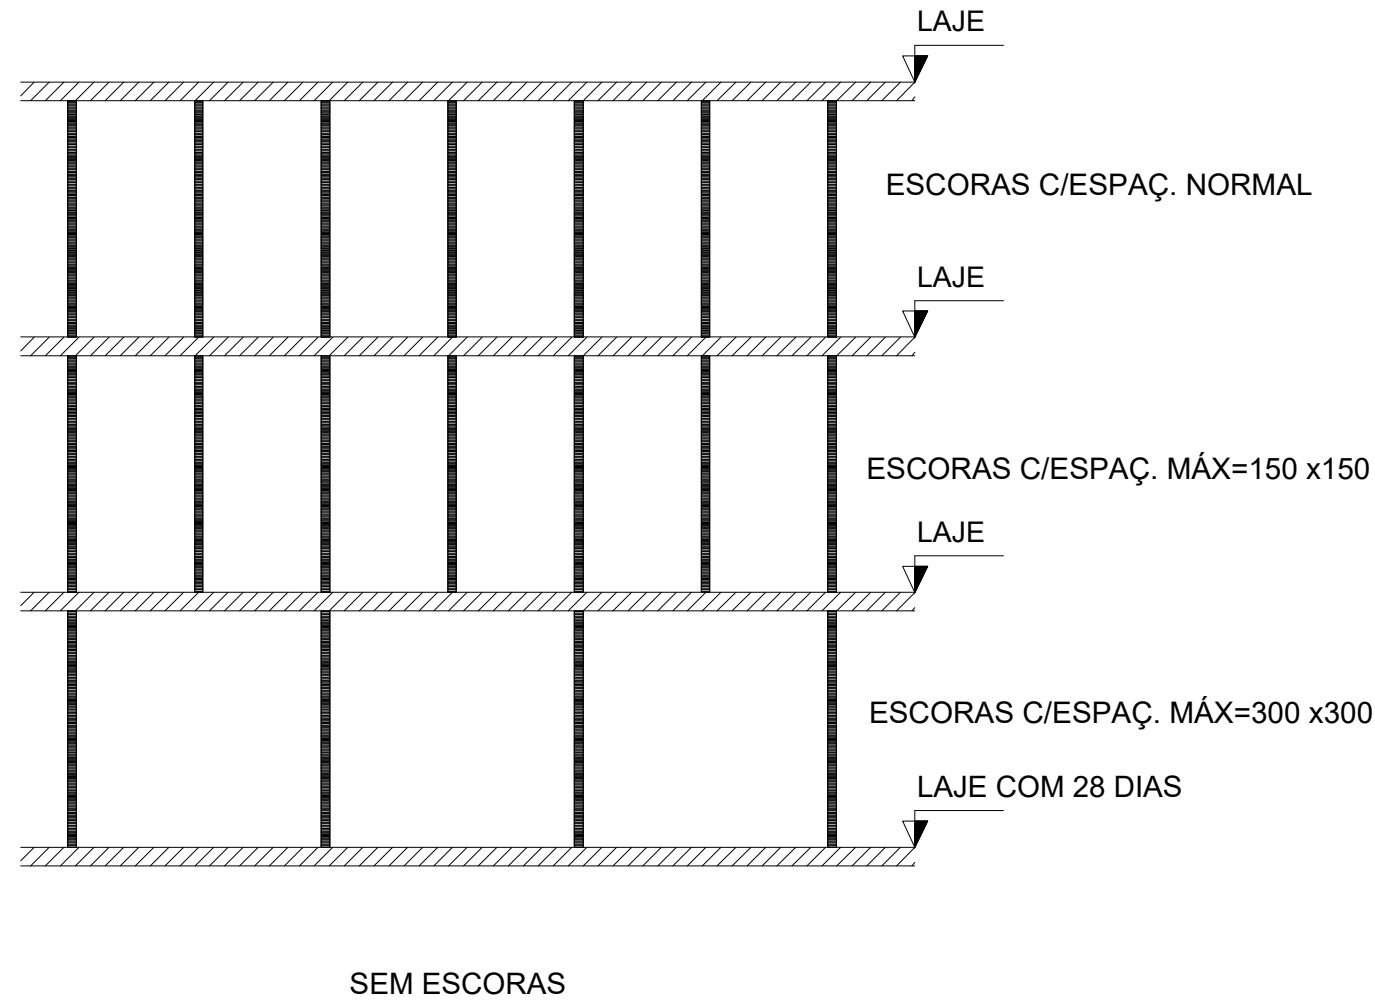 LAJE
ESCORAS C/ESPAÇ. NORMAL
LAJE
ESCORAS C/ESPAÇ. MÁX=150 x150
LAJE
ESCORAS C/ESPAÇ. MÁX=300 x300
LAJE COM 28 DIAS
SEM ESCORAS